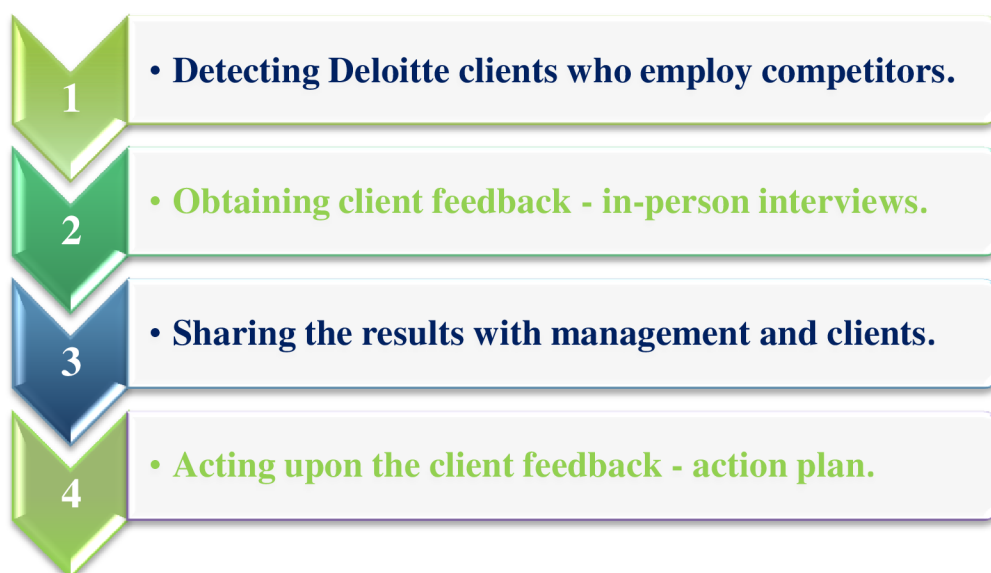 1
• Detecting Deloitte clients who employ competitors.
2
• Obtaining client feedback - in-person interviews.
3
• Sharing the results with management and clients.
4
• Acting upon the client feedback - action plan.